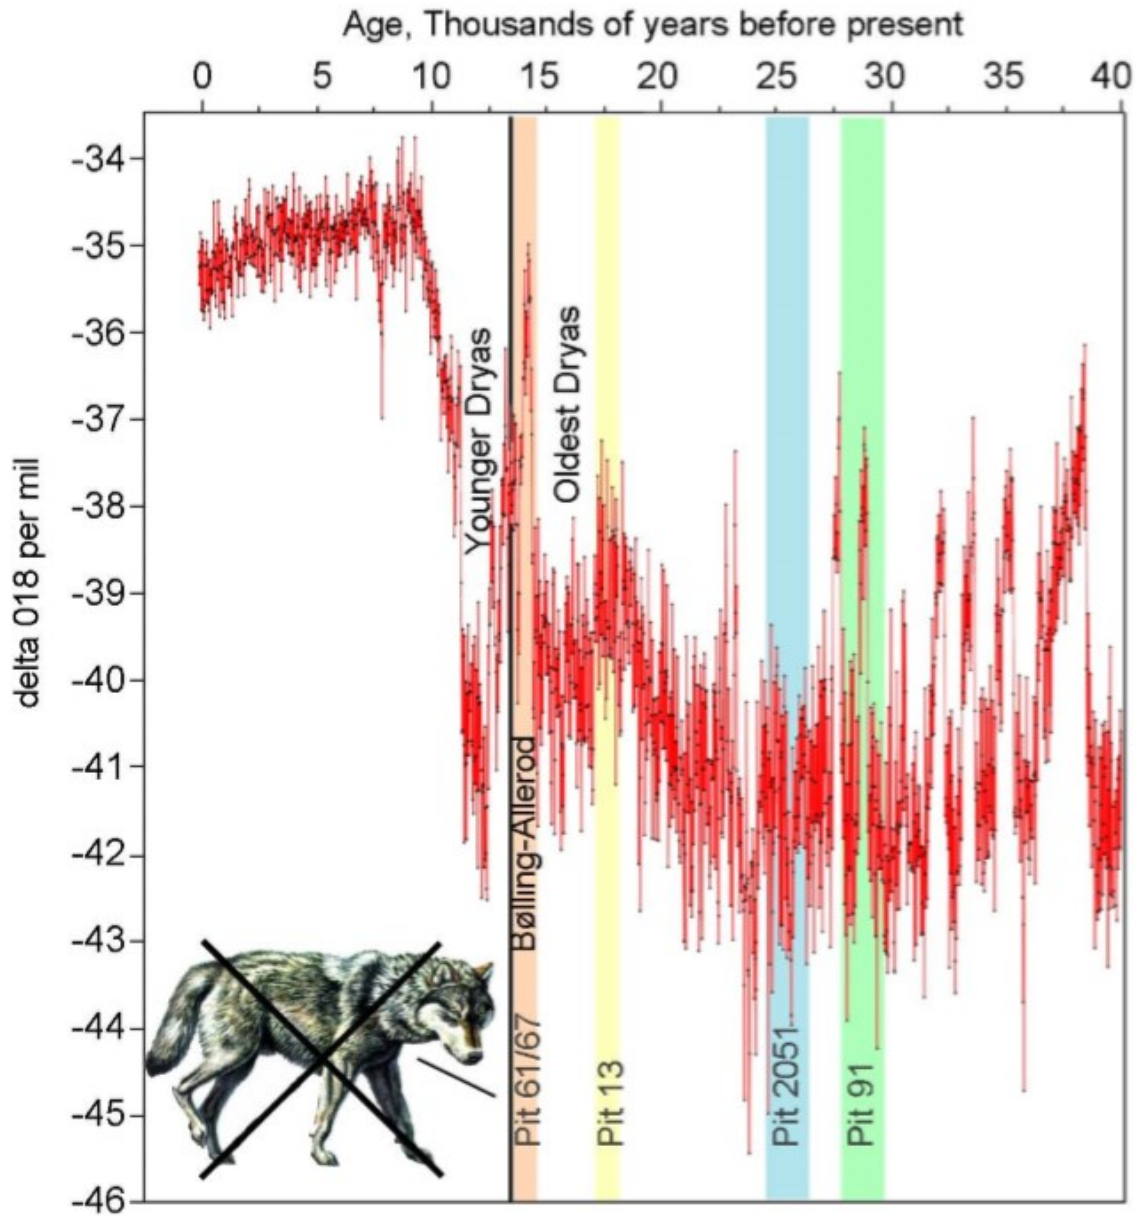 Age, Thousands of years before present
0 5 10 15 20 25 30 35 40
-34
-35
-36
-37
-38
-39
-40
-41
-42
-43
-44
-45
-46
delta 018 per mil
Younger Dryas
Oldest Dryas
Bølling-Allerod
Pit 61/67
Pit 13
Pit 2051
Pit 91